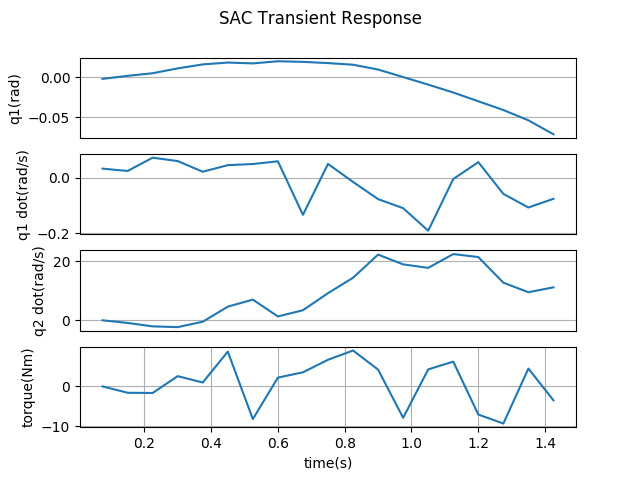 SAC Transient Response
q1(rad)
0.00
−0.05
q1 dot(rad/s)
0.0
−0.2
q2 dot(rad/s)
20
0
torque(Nm)
0
−10
0.2 0.4 0.6 0.8 1.0 1.2 1.4
time(s)